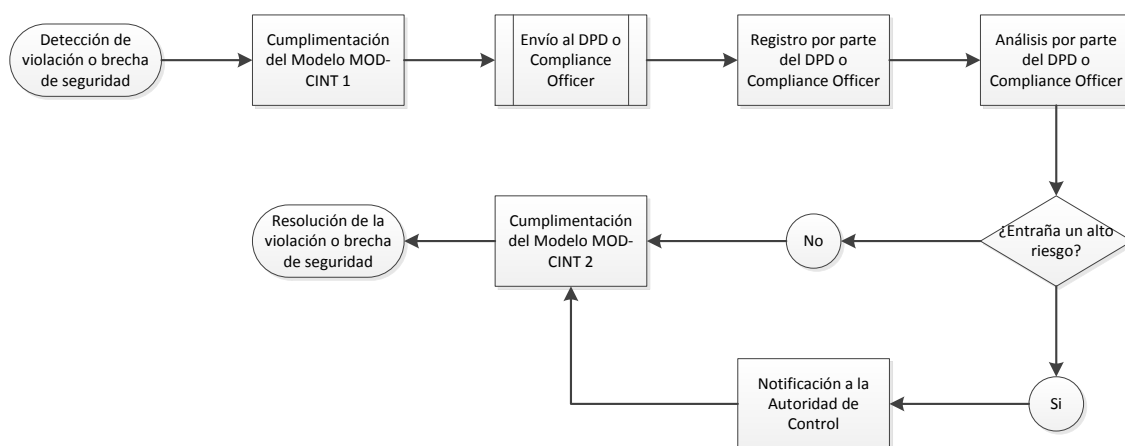 Detección de
violación o brecha
de seguridad
Cumplimentación
del Modelo MOD-
CINT 1
Envío al DPD o
Compliance
Officer
Registro por parte
del DPD o
Compliance Officer
Análisis por parte
del DPD o
Compliance Officer
¿Entraña un alto
riesgo?
No
Cumplimentación
del Modelo MOD-
CINT 2
Resolución de la
violación o brecha
de seguridad
Si
Notificación a la
Autoridad de
Control